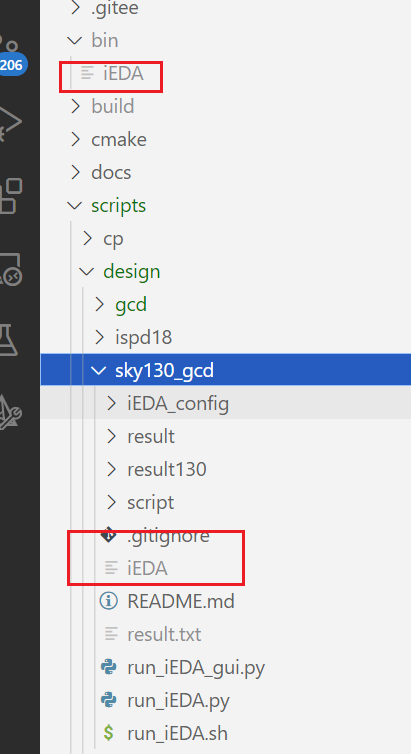 .gitee
bin
iEDA
206
build
cmake
docs
scripts
cp
design
gcd
ispd18
sky130_gcd
iEDA_config
result
result130
script
.gitignore
iEDA
README.md
result.txt
run_iEDA_gui.py
run_iEDA.py
$ run_iEDA.sh